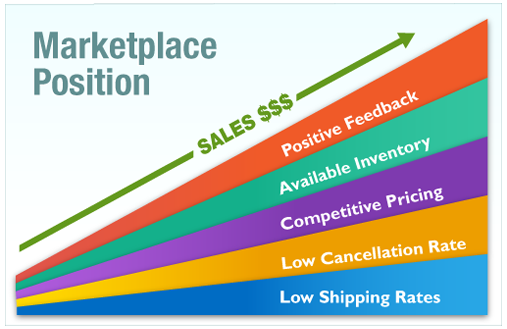 Marketplace
Position
SALES $$$
Positive Feedback
Available Inventory
Competitive Pricing
Low Cancellation Rate
Low Shipping Rates